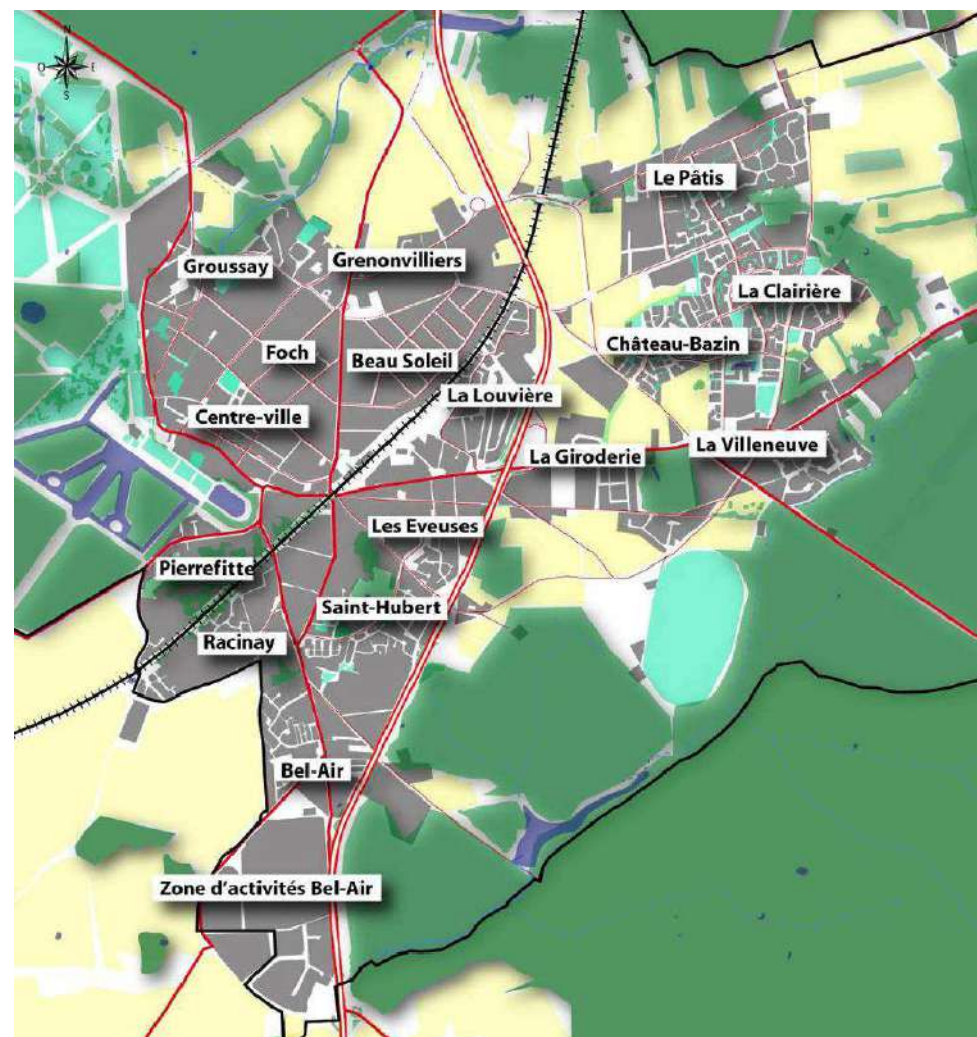 N
O
E
S
Le Pâtis
Grenonvilliers
Groussay
La Clairière
Château-Bazin
Foch
Beau Soleil
La Louvière
Centre-ville
La Villeneuve
La Giroderie
Les Eveuses
Pierrefitte
Saint-Hubert
Racinay
Bel-Air
Zone d'activités Bel-Air